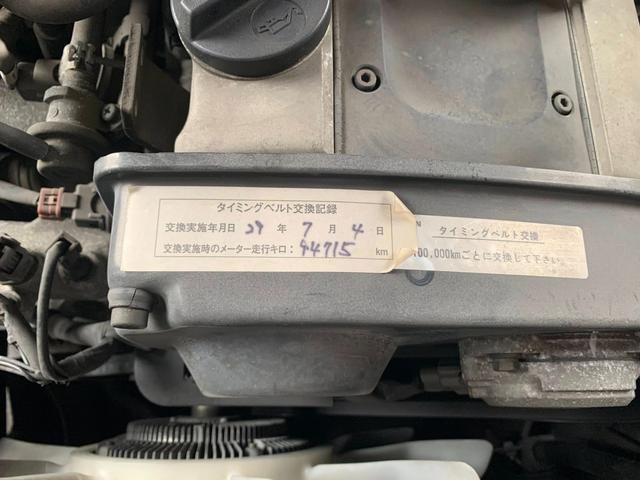 タイミングベルト交換記録
交換実施年月日 29 年 7 月 4 日
交換実施時のメーター走行キロ: 94715 km
タイミングベルト交換
00,000kmごとに交換して下さい